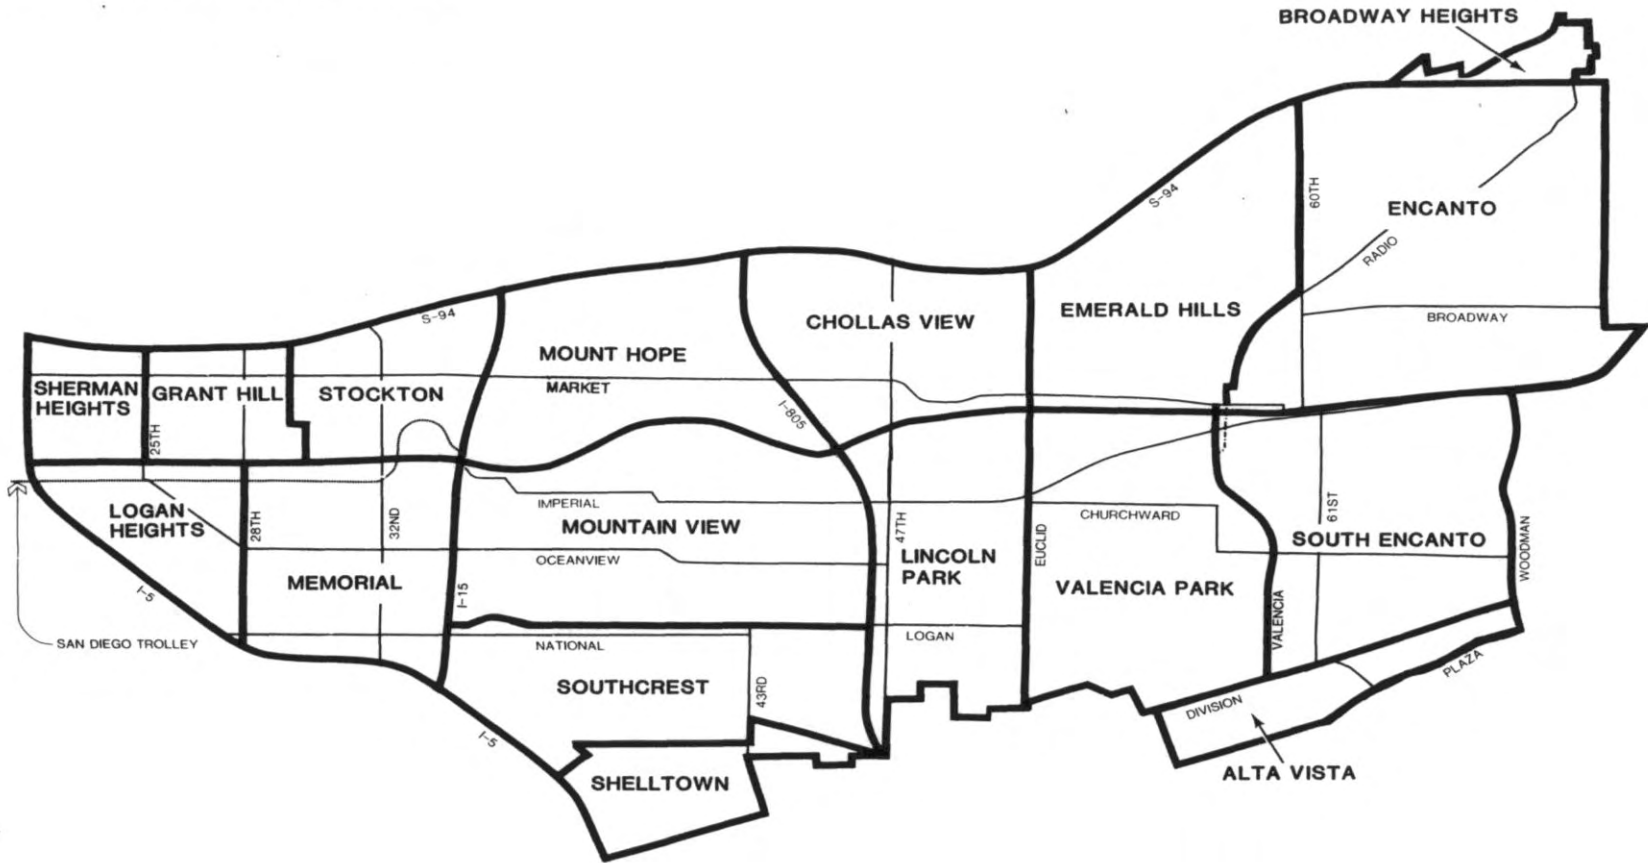 BROADWAY HEIGHTS
S-94
60TH
ENCANTO
RADIO
BROADWAY
EMERALD HILLS
S-94
CHOLLAS VIEW
MOUNT HOPE
MARKET
SHERMAN
HEIGHTS
GRANT HILL
STOCKTON
25TH
I-805
LOGAN
HEIGHTS
28TH
32ND
IMPERIAL
MOUNTAIN VIEW
OCEANVIEW
47TH
EUCLID
CHURCHWARD
61ST
SOUTH ENCANTO
WOODMAN
LINCOLN
PARK
VALENCIA PARK
MEMORIAL
I-15
I-5
VALENCIA
SAN DIEGO TROLLEY
NATIONAL
LOGAN
SOUTHCREST
43RD
PLAZA
DIVISION
I-5
SHELLTOWN
ALTA VISTA